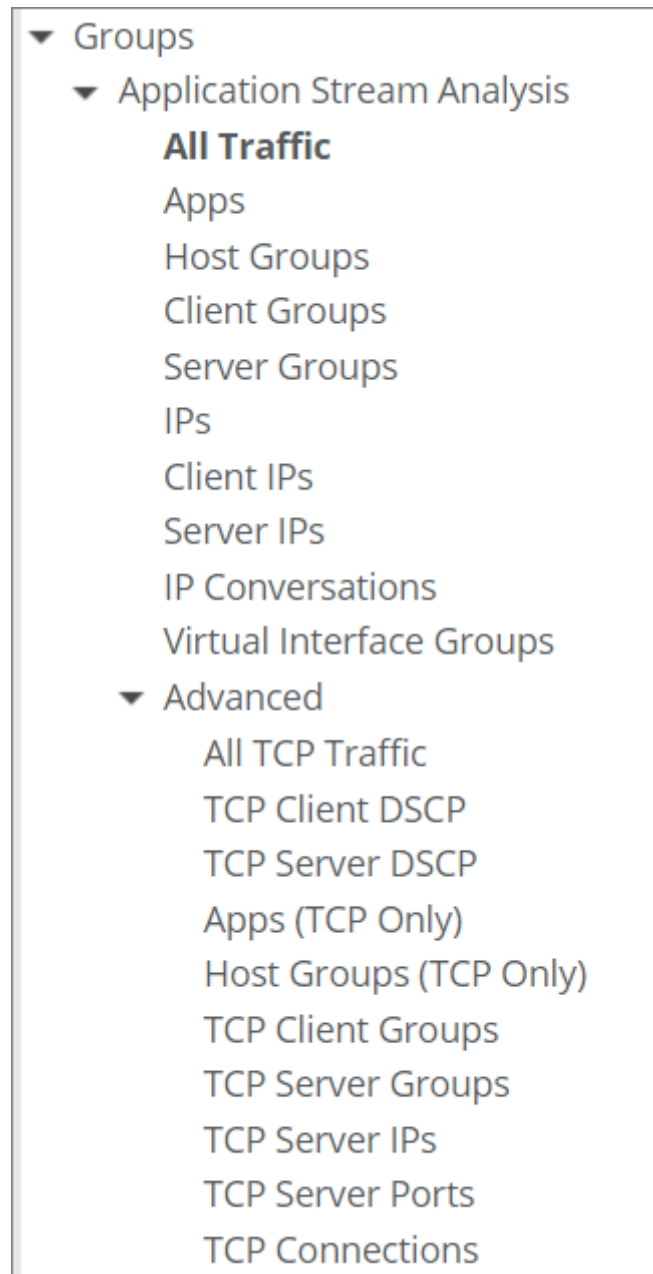 Groups
Application Stream Analysis
All Traffic
Apps
Host Groups
Client Groups
Server Groups
IPs
Client IPs
Server IPs
IP Conversations
Virtual Interface Groups
Advanced
All TCP Traffic
TCP Client DSCP
TCP Server DSCP
Apps (TCP Only)
Host Groups (TCP Only)
TCP Client Groups
TCP Server Groups
TCP Server IPs
TCP Server Ports
TCP Connections